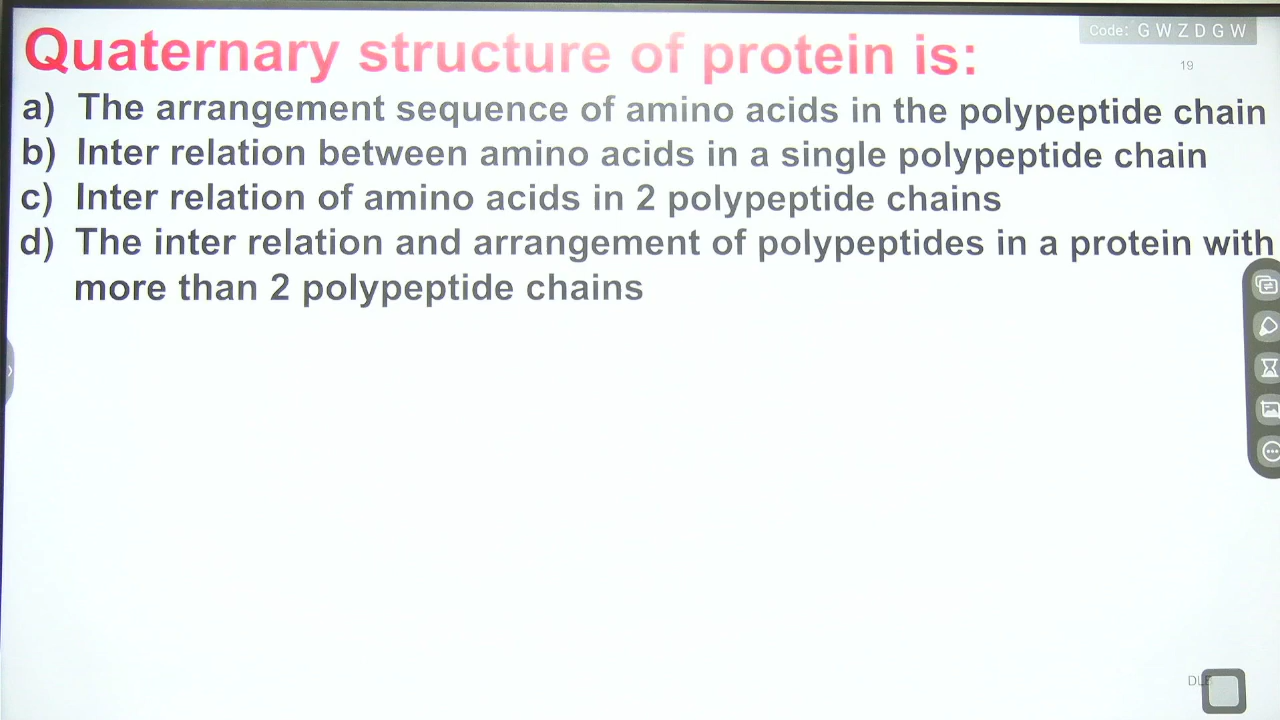 Code: G W Z D G W
19
Quaternary structure of protein is:
a) The arrangement sequence of amino acids in the polypeptide chain
b) Inter relation between amino acids in a single polypeptide chain
c) Inter relation of amino acids in 2 polypeptide chains
d) The inter relation and arrangement of polypeptides in a protein with
more than 2 polypeptide chains